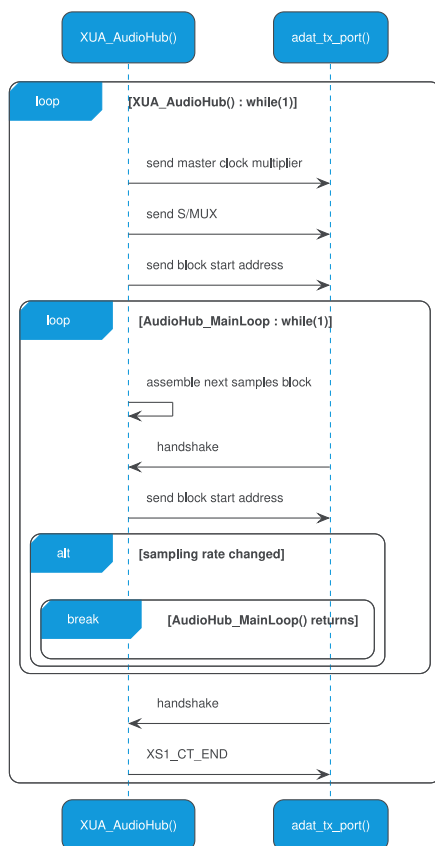 XUA_AudioHub() adat_tx_port()
loop [XUA_AudioHub() : while(1)]
send master clock multiplier
send S/MUX
send block start address
loop [AudioHub_MainLoop : while(1)]
assemble next samples block
handshake
send block start address
alt [sampling rate changed]
break [AudioHub_MainLoop() returns]
handshake
XS1_CT_END
XUA_AudioHub() adat_tx_port()